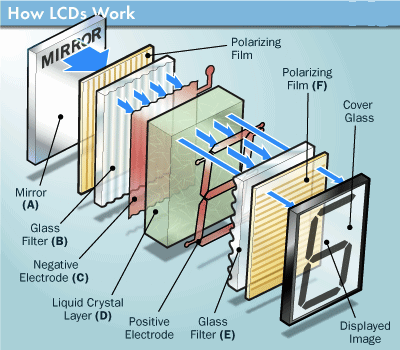 How LCDs Work
MIRROR
Polarizing
Film
Polarizing
Film (F)
Cover
Glass
Mirror
(A)
Glass
Filter (B)
Negative
Electrode (C)
Liquid Crystal
Layer (D)
Positive
Electrode
Glass
Filter (E)
Displayed
Image